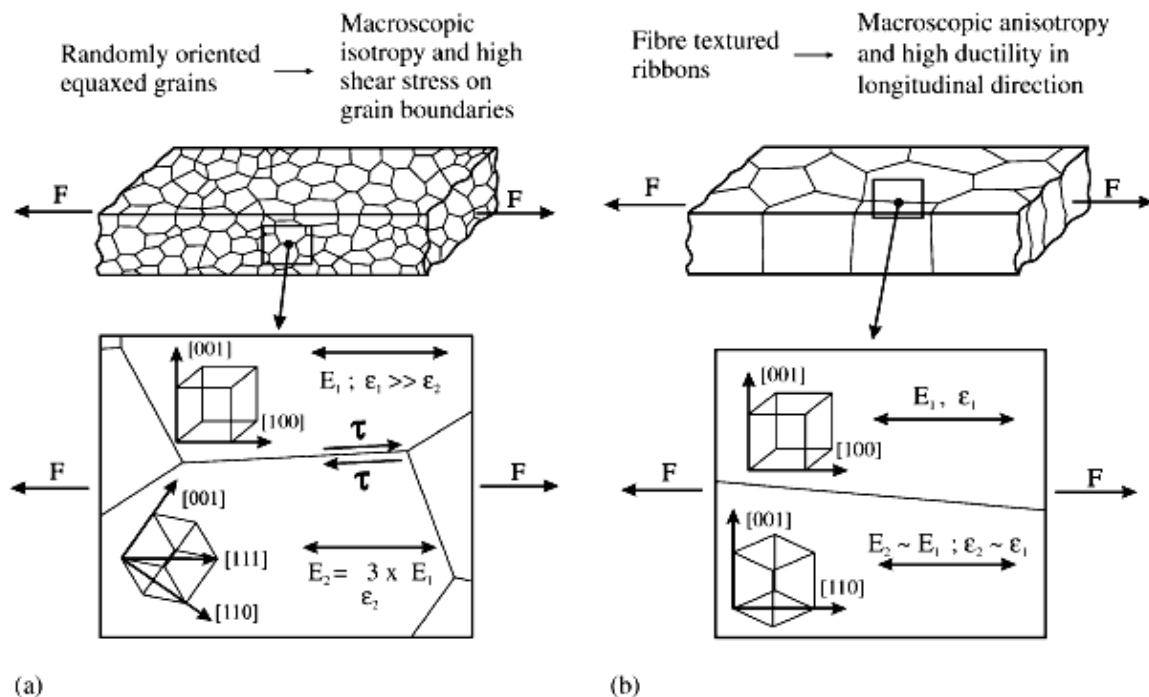 Randomly oriented
equaxed grains
Macroscopic
isotropy and high
shear stress on
grain boundaries
F
F
[001]
[100]
E₁ ; ε₁ >> ε₂
τ
τ
F
F
[001]
[111]
[110]
E₂ = 3 x E₁
ε₂
(a)
Fibre textured
ribbons
Macroscopic anisotropy
and high ductility in
longitudinal direction
F
F
[001]
[100]
E₁, ε₁
F
F
[001]
[110]
E₂ ~ E₁ ; ε₂ ~ ε₁
(b)